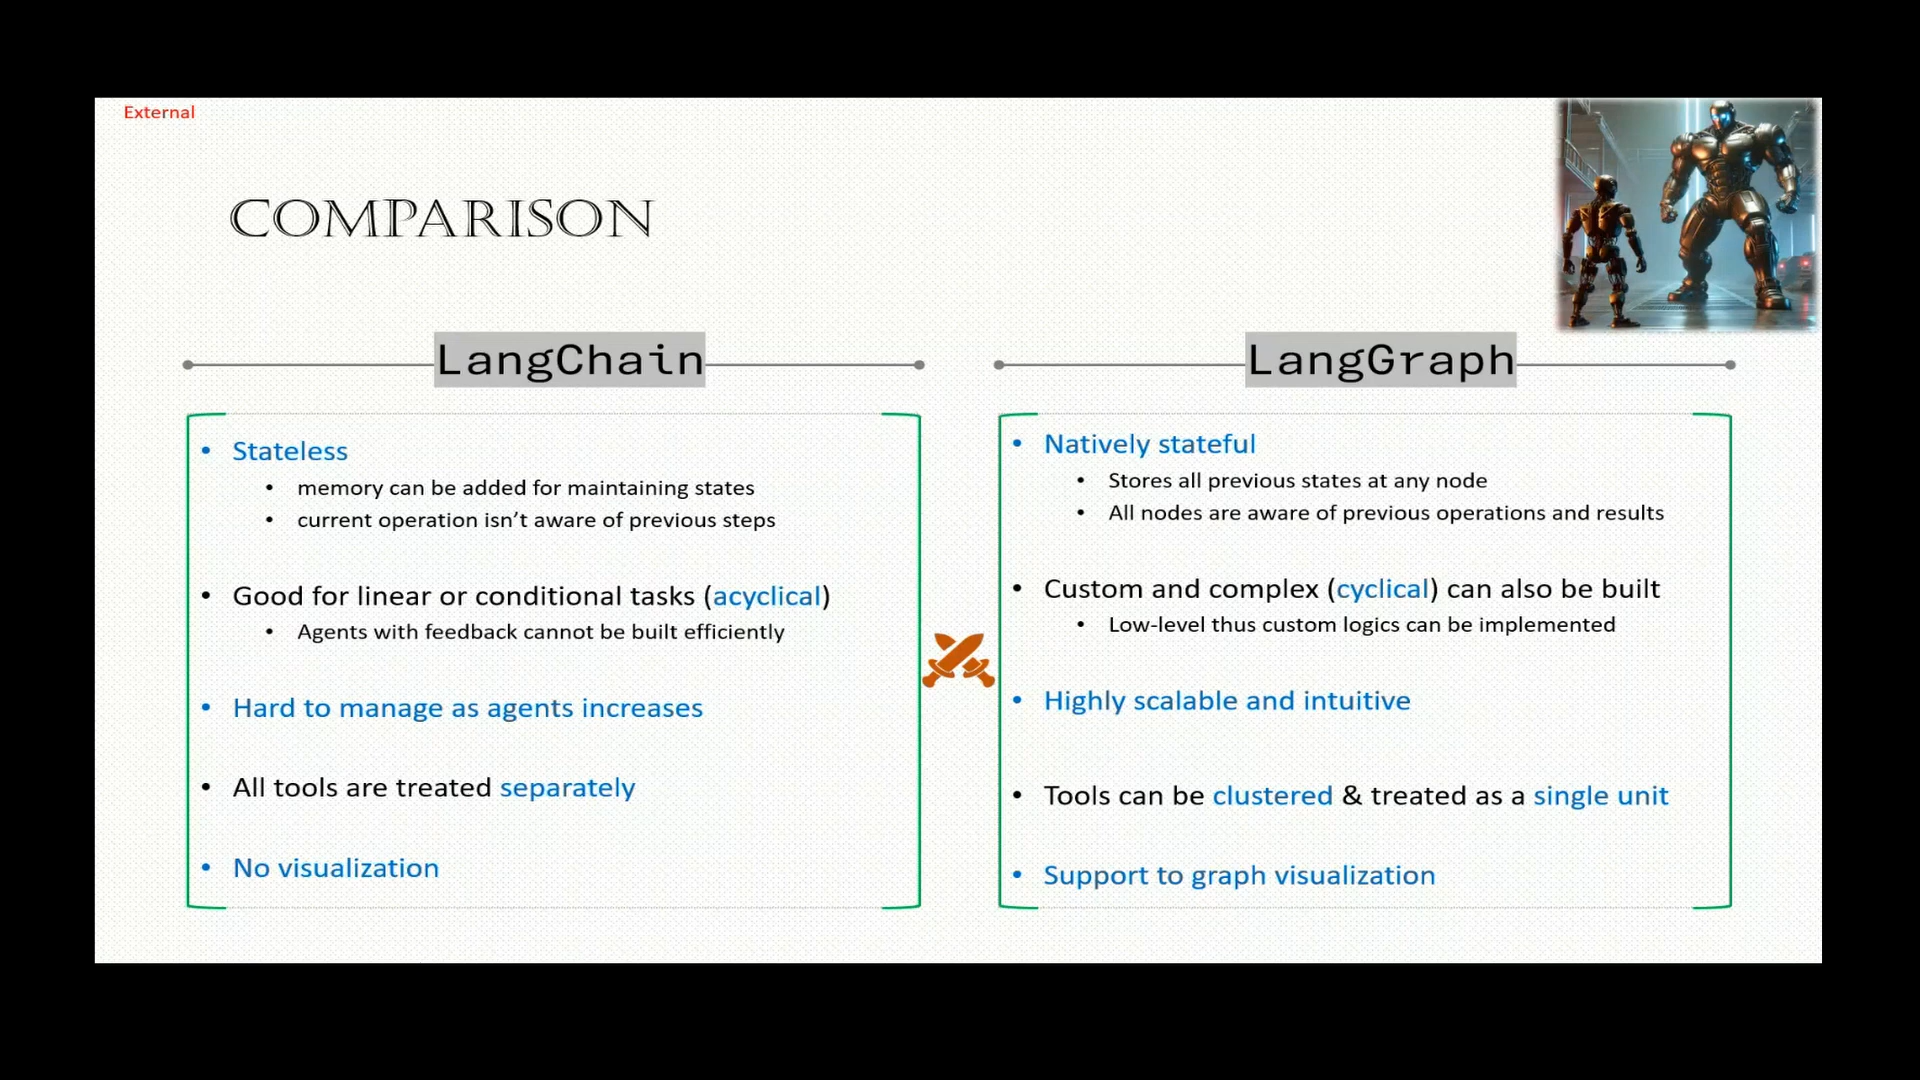 External
COMPARISON
LangChain
• Stateless
• memory can be added for maintaining states
• current operation isn’t aware of previous steps
• Good for linear or conditional tasks (acyclical)
• Agents with feedback cannot be built efficiently
• Hard to manage as agents increases
• All tools are treated separately
• No visualization
LangGraph
• Natively stateful
• Stores all previous states at any node
• All nodes are aware of previous operations and results
• Custom and complex (cyclical) can also be built
• Low-level thus custom logics can be implemented
• Highly scalable and intuitive
• Tools can be clustered & treated as a single unit
• Support to graph visualization